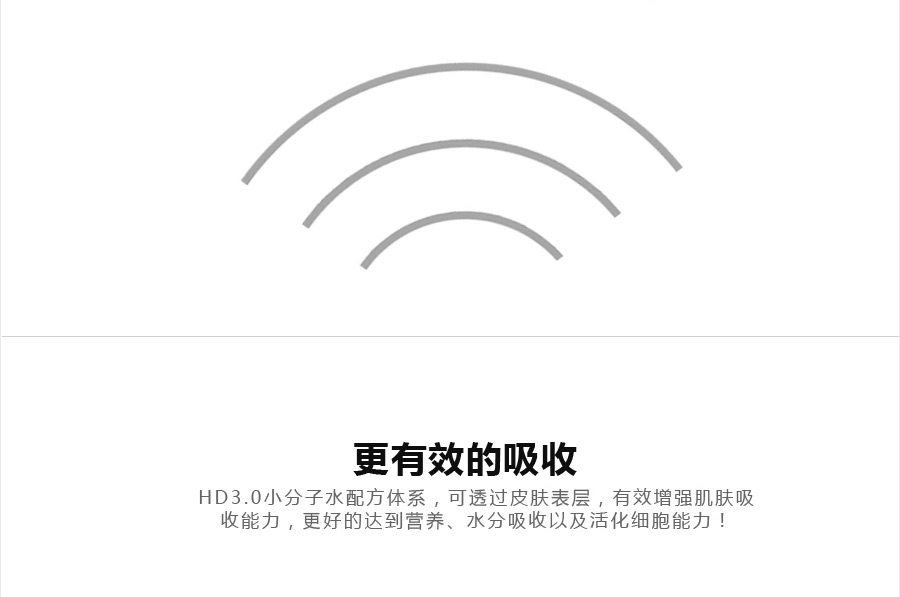 更有效的吸收
HD3.0小分子水配方体系，可透过皮肤表层，有效增强肌肤吸
收能力，更好的达到营养、水分吸收以及活化细胞能力！